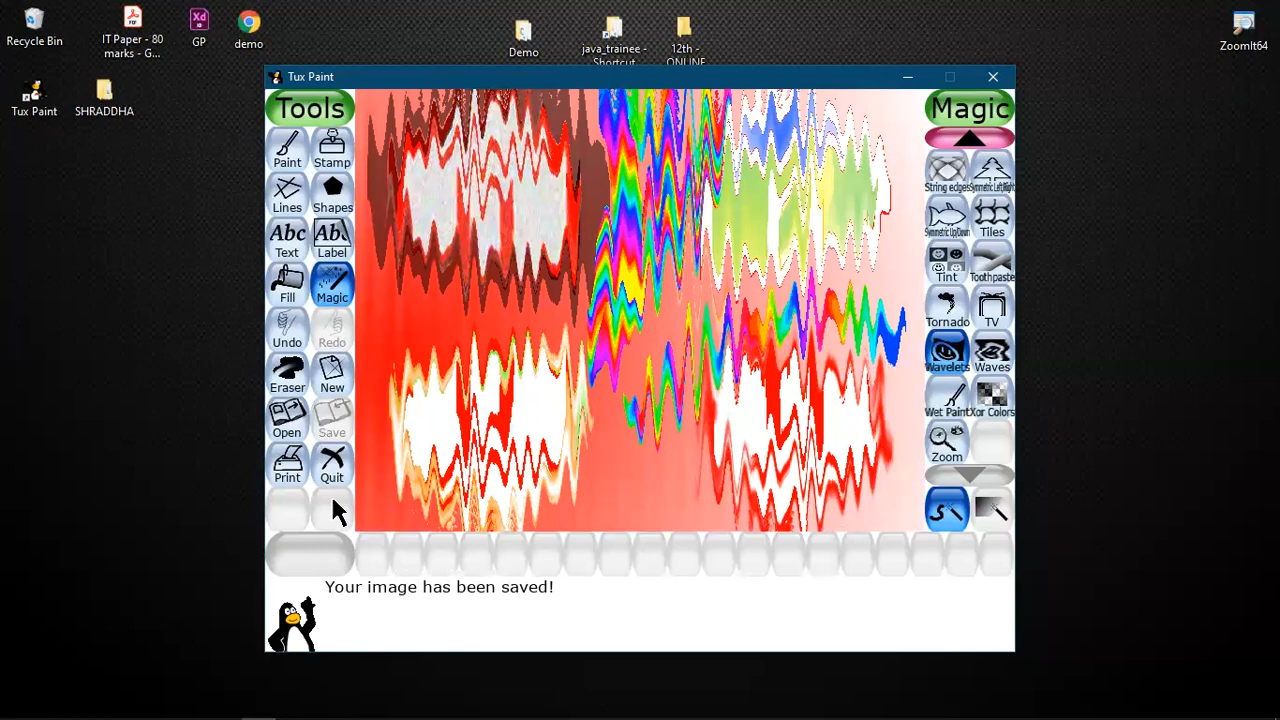 Recycle Bin
IT Paper - 80
marks - G...
GP
demo
Demo
java_trainee -
Shortcut
12th -
ONLINE
ZoomIt64
Tux Paint
SHRADDHA
Tux Paint
Tools
Magic
Paint
Stamp
Lines
Shapes
Abc
Text
Abc
Label
Fill
Magic
Undo
Redo
Eraser
New
Open
Save
Print
Quit
String edges
Symmetric Left/Right
Symmetric Up/Down
Tiles
Tint
Toothpaste
Tornado
TV
Wavelets
Waves
Wet Paint
Xor Colors
Zoom
Your image has been saved!